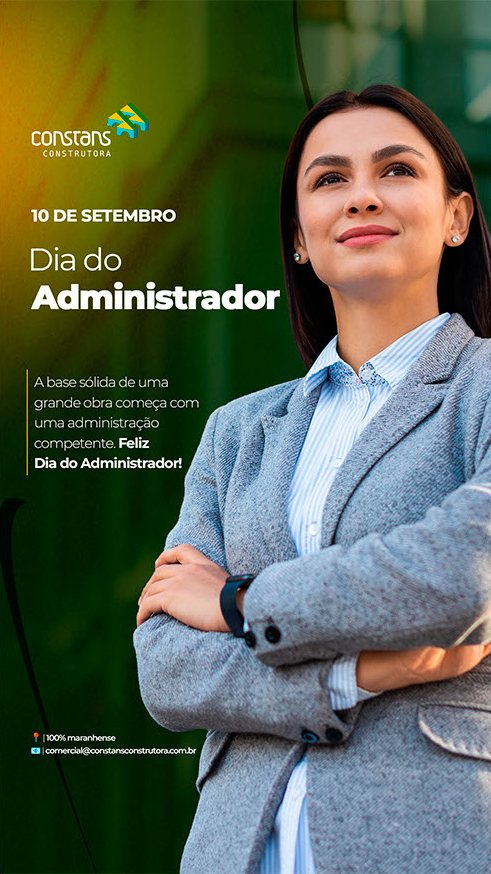 constans
CONSTRUTORA
10 DE SETEMBRO
Dia do
Administrador
A base sólida de uma
grande obra começa com
uma administração
competente. Feliz
Dia do Administrador!
📍 | 100% maranhense
📧 | comercial@constansconstrutora.com.br